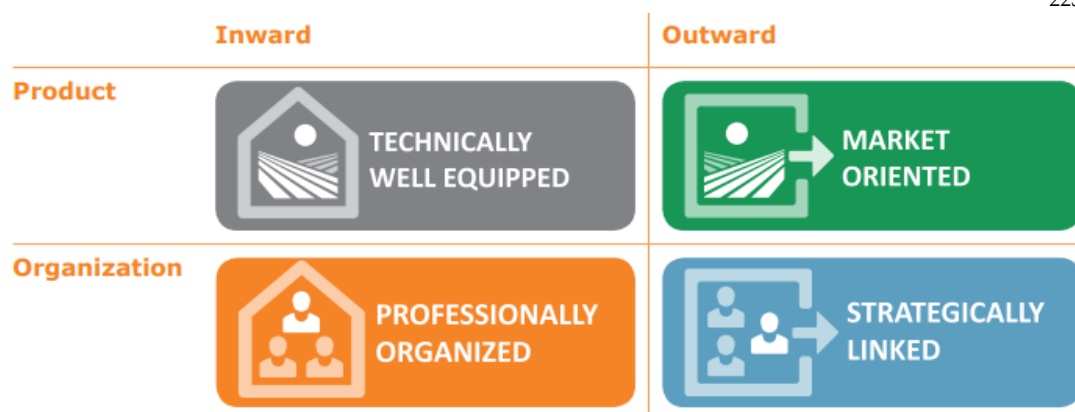 Inward Outward
Product
TECHNICALLY
WELL EQUIPPED
MARKET
ORIENTED
Organization
PROFESSIONALLY
ORGANIZED
STRATEGICALLY
LINKED